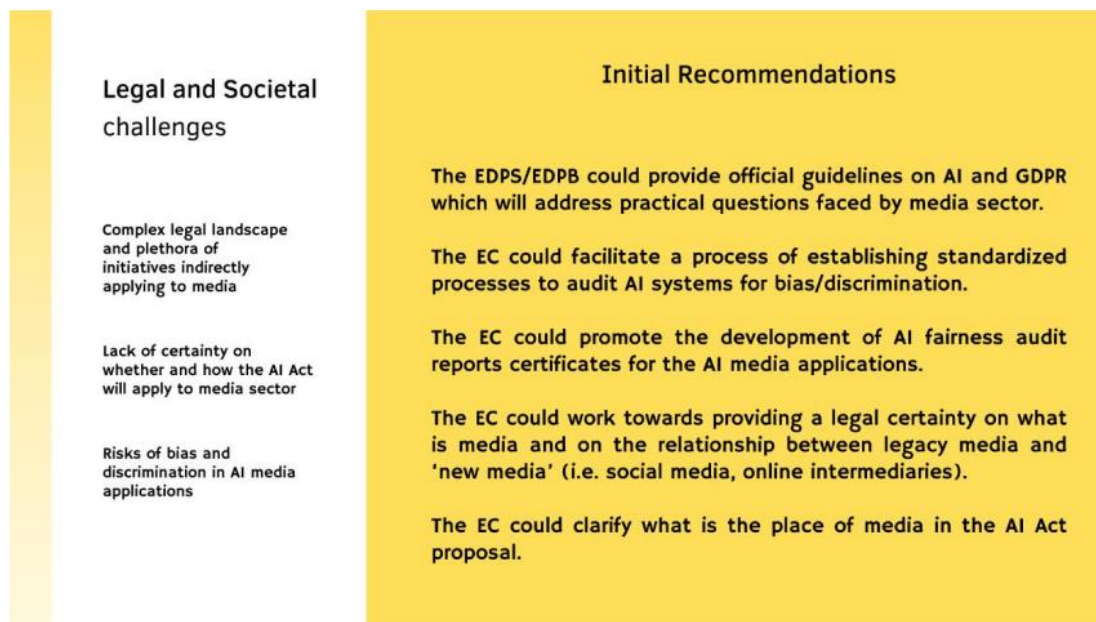 Legal and Societal
challenges
Complex legal landscape
and plethora of
initiatives indirectly
applying to media
Lack of certainty on
whether and how the AI Act
will apply to media sector
Risks of bias and
discrimination in AI media
applications
Initial Recommendations
The EDPS/EDPB could provide official guidelines on AI and GDPR
which will address practical questions faced by media sector.
The EC could facilitate a process of establishing standardized
processes to audit AI systems for bias/discrimination.
The EC could promote the development of AI fairness audit
reports certificates for the AI media applications.
The EC could work towards providing a legal certainty on what
is media and on the relationship between legacy media and
'new media' (i.e. social media, online intermediaries).
The EC could clarify what is the place of media in the AI Act
proposal.